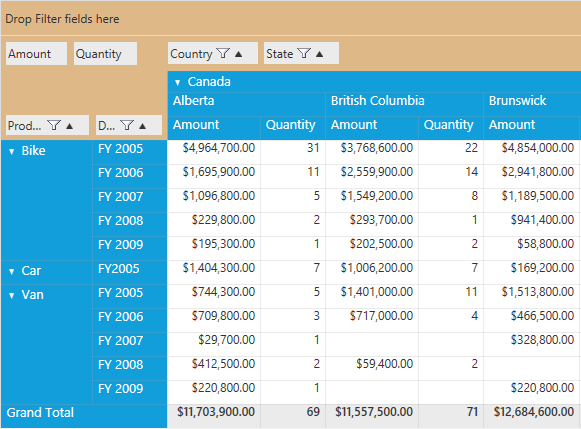 Drop Filter fields here
Amount Quantity Country State
Canada
Alberta British Columbia Brunswick
Prod... D... Amount Quantity Amount Quantity Amount
Bike FY 2005 $4,964,700.00 31 $3,768,600.00 22 $4,854,000.00
FY 2006 $1,695,900.00 11 $2,559,900.00 14 $2,941,800.00
FY 2007 $1,096,800.00 5 $1,549,200.00 8 $1,189,500.00
FY 2008 $229,800.00 2 $293,700.00 1 $941,400.00
FY 2009 $195,300.00 1 $202,500.00 2 $58,800.00
Car FY2005 $1,404,300.00 7 $1,006,200.00 7 $169,200.00
Van FY 2005 $744,300.00 5 $1,401,000.00 11 $1,513,800.00
FY 2006 $709,800.00 3 $717,000.00 4 $466,500.00
FY 2007 $29,700.00 1 $328,800.00
FY 2008 $412,500.00 2 $59,400.00 2
FY 2009 $220,800.00 1 $220,800.00
Grand Total $11,703,900.00 69 $11,557,500.00 71 $12,684,600.00